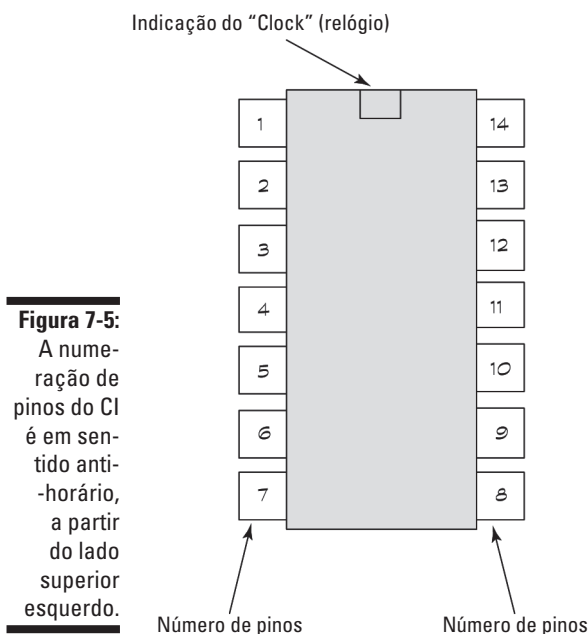 Indicação do “Clock” (relógio)
1 14
2 13
3 12
4 11
5 10
6 9
7 8
Figura 7-5:
A nume-
ração de
pinos do CI
é em sen-
tido anti-
-horário,
a partir
do lado
superior
esquerdo.
Número de pinos Número de pinos